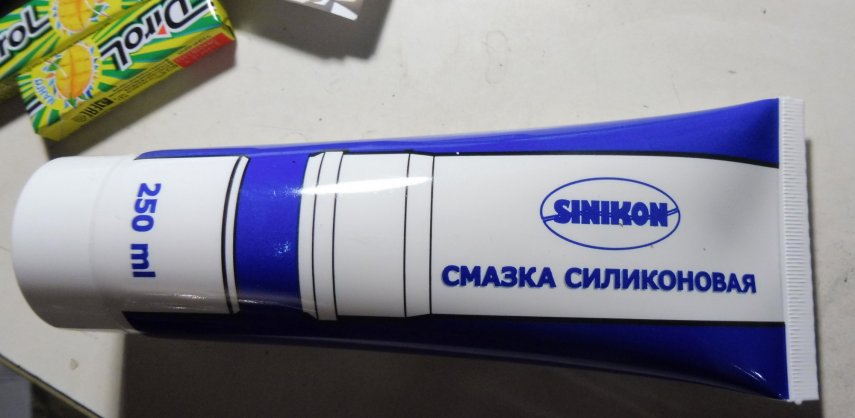 DiroL
DiroL
SINIKON
СМАЗКА СИЛИКОНОВАЯ
250 ml